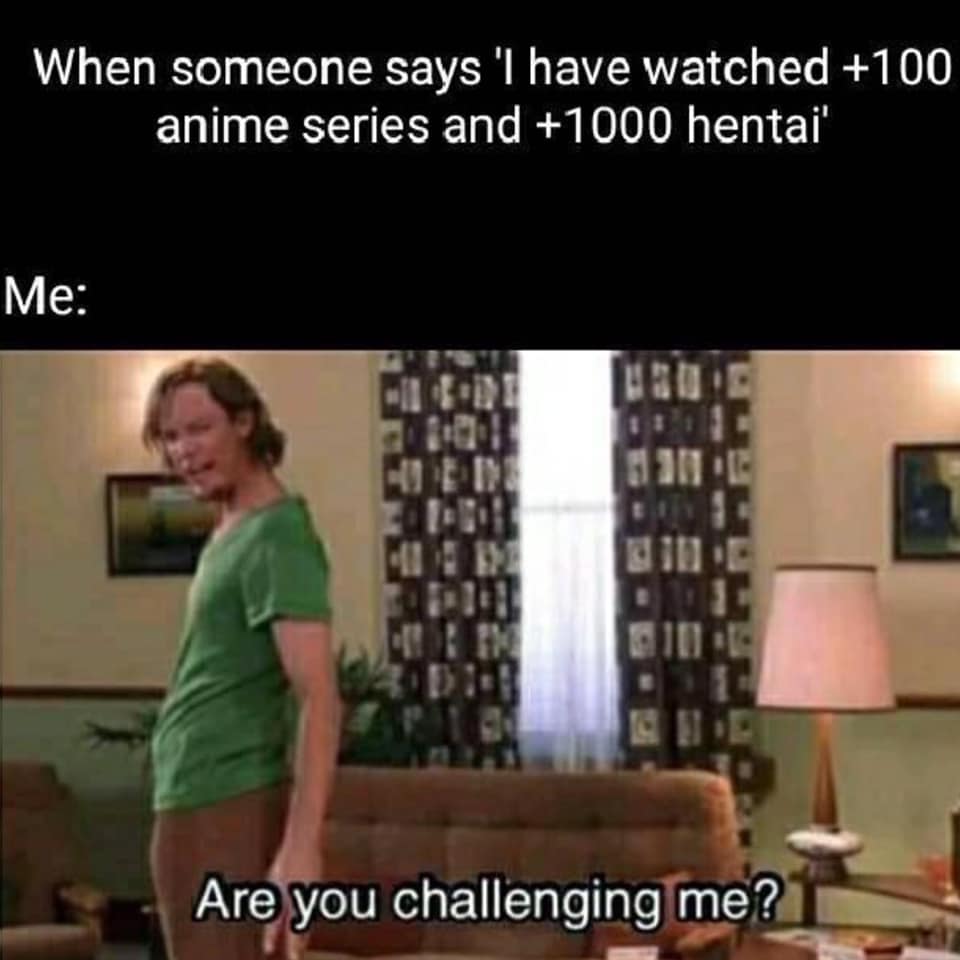 When someone says 'I have watched +100
anime series and +1000 hentai'
Me:
Are you challenging me?